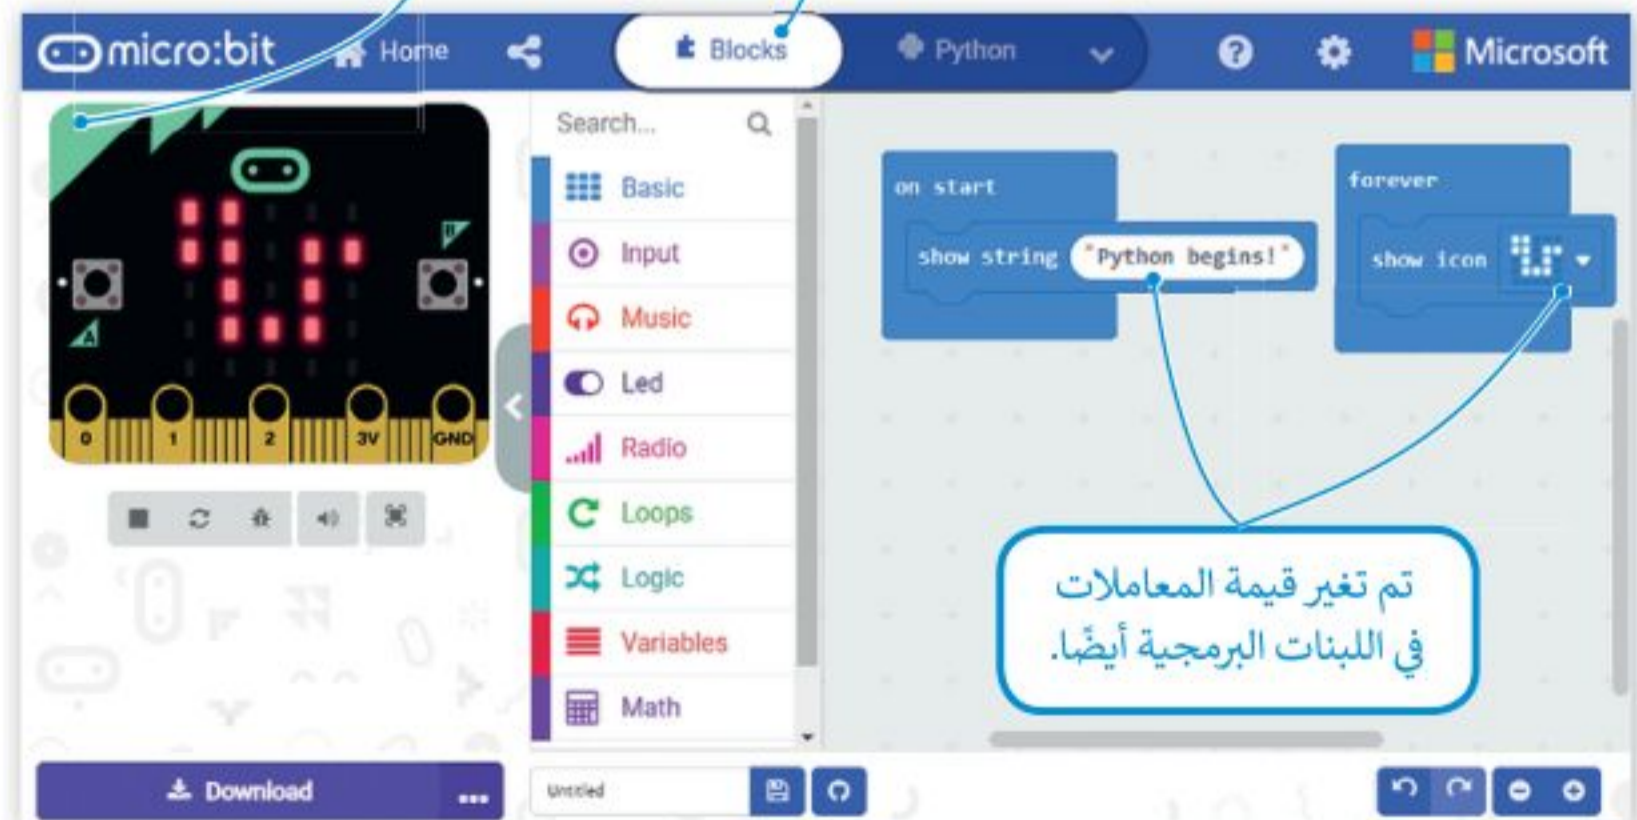 micro:bit Home Blocks Python Microsoft
B
A
0 1 2 3V GND
Search...
Basic
Input
Music
Led
Radio
Loops
Logic
Variables
Math
on start
show string "Python begins!"
forever
show icon
تم تغير قيمة المعاملات
في اللبنات البرمجية أيضًا.
Download ...
Untitled